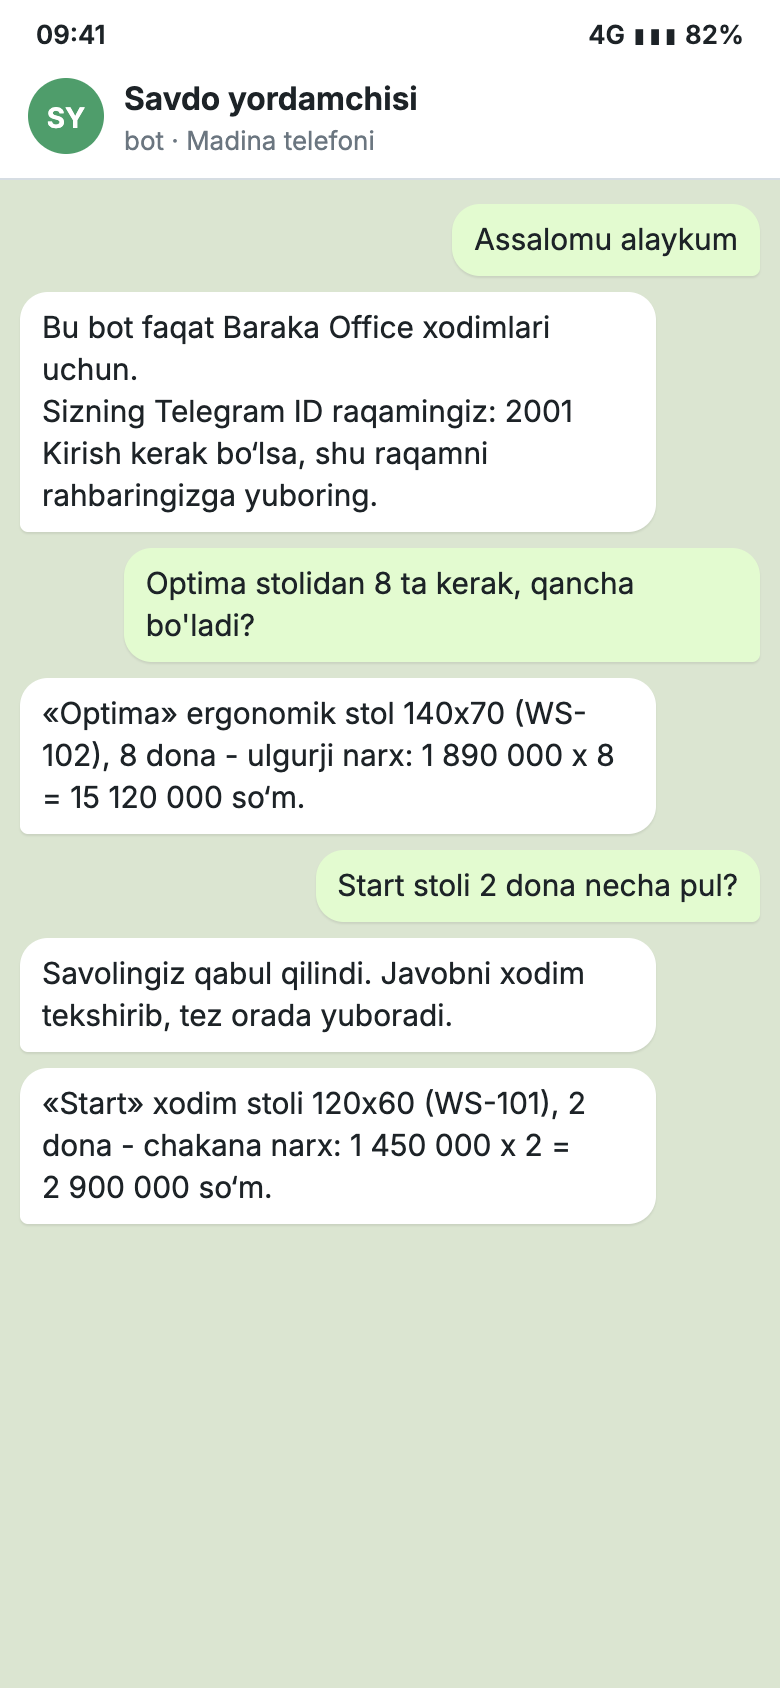 09:41
4G 82%
SY
Savdo yordamchisi
bot · Madina telefoni
Assalomu alaykum
Bu bot faqat Baraka Office xodimlari
uchun.
Sizning Telegram ID raqamingiz: 2001
Kirish kerak bo‘lsa, shu raqamni
rahbaringizga yuboring.
Optima stolidan 8 ta kerak, qancha
bo'ladi?
«Optima» ergonomik stol 140x70 (WS-
102), 8 dona - ulgurji narx: 1 890 000 x 8
= 15 120 000 so‘m.
Start stoli 2 dona necha pul?
Savolingiz qabul qilindi. Javobni xodim
tekshirib, tez orada yuboradi.
«Start» xodim stoli 120x60 (WS-101), 2
dona - chakana narx: 1 450 000 x 2 =
2 900 000 so‘m.